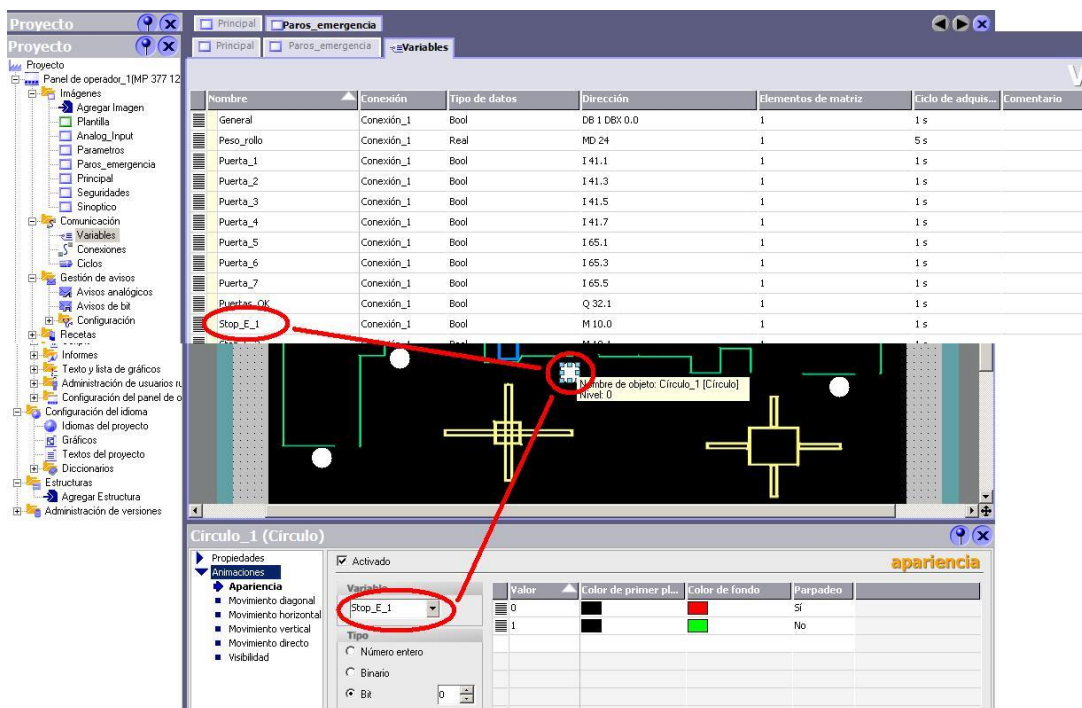 Proyecto
Principal Paros_emergencia
Proyecto
Principal Paros_emergencia Variables
Proyecto
Panel de operador_1(MP 377 12
Imágenes
Agregar Imagen
Plantilla
Analog_Input
Parametros
Paros_emergencia
Principal
Seguridades
Sinoptico
Comunicación
Variables
Conexiones
Ciclos
Gestión de avisos
Avisos analógicos
Avisos de bit
Configuración
Recetas
Informes
Texto y lista de gráficos
Administración de usuarios ru
Configuración del panel de o
Configuración del idioma
Idiomas del proyecto
Gráficos
Textos del proyecto
Diccionarios
Estructuras
Agregar Estructura
Administración de versiones
V
Nombre Conexión Tipo de datos Dirección Elementos de matriz Ciclo de adquis... Comentario
General Conexión_1 Bool DB 1 DBX 0.0 1 1 s
Peso_rollo Conexión_1 Real MD 24 1 5 s
Puerta_1 Conexión_1 Bool I 41.1 1 1 s
Puerta_2 Conexión_1 Bool I 41.3 1 1 s
Puerta_3 Conexión_1 Bool I 41.5 1 1 s
Puerta_4 Conexión_1 Bool I 41.7 1 1 s
Puerta_5 Conexión_1 Bool I 65.1 1 1 s
Puerta_6 Conexión_1 Bool I 65.3 1 1 s
Puerta_7 Conexión_1 Bool I 65.5 1 1 s
Puertas_OK Conexión_1 Bool Q 32.1 1 1 s
Stop_E_1 Conexión_1 Bool M 10.0 1 1 s
Nombre de objeto: Círculo_1 [Círculo]
Nivel: 0
Círculo_1 (Círculo)
Propiedades
Animaciones
Apariencia
Movimiento diagonal
Movimiento horizontal
Movimiento vertical
Movimiento directo
Visibilidad
Activado
apariencia
Variable
Stop_E_1
Tipo
Número entero
Binario
Bit 0
Valor Color de primer pl... Color de fondo Parpadeo
0 Sí
1 No